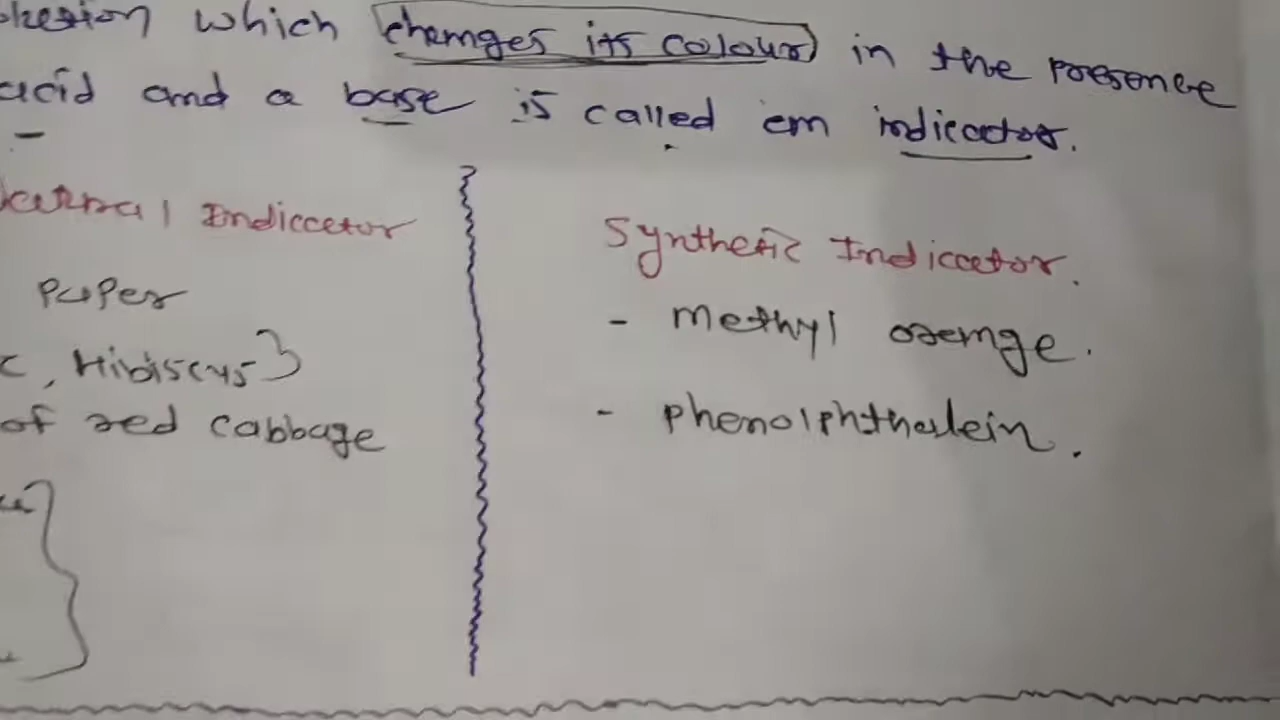 which changes its colour in the presence
acid and a base is called an indicator.
Indicator
Paper
, Hibiscus}
of red cabbage
Synthetic Indicator.
- Methyl orange.
- phenolphthalein.